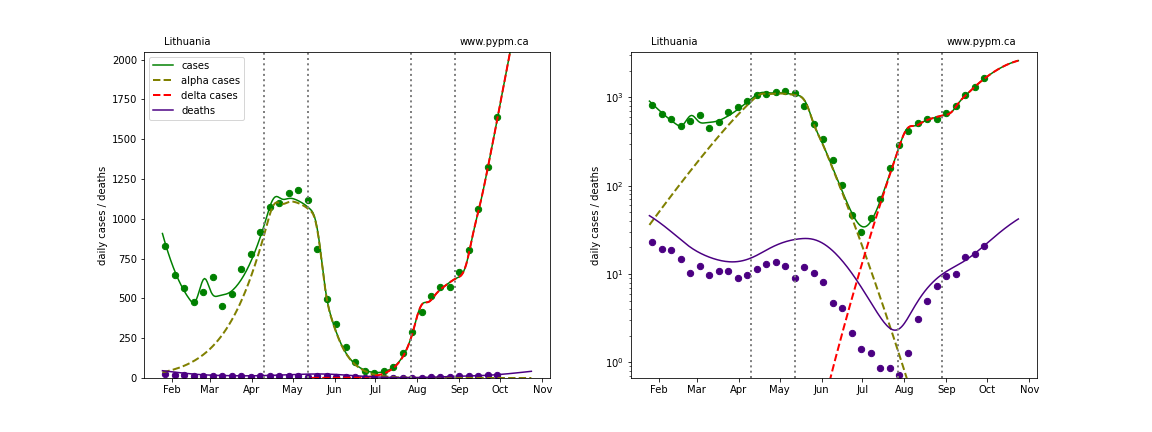 Lithuania www.pypm.ca
2000
1750
1500
1250
1000
750
500
250
0
daily cases / deaths
cases
alpha cases
delta cases
deaths
Feb Mar Apr May Jun Jul Aug Sep Oct Nov
Lithuania www.pypm.ca
10³
10²
10¹
10⁰
daily cases / deaths
Feb Mar Apr May Jun Jul Aug Sep Oct Nov